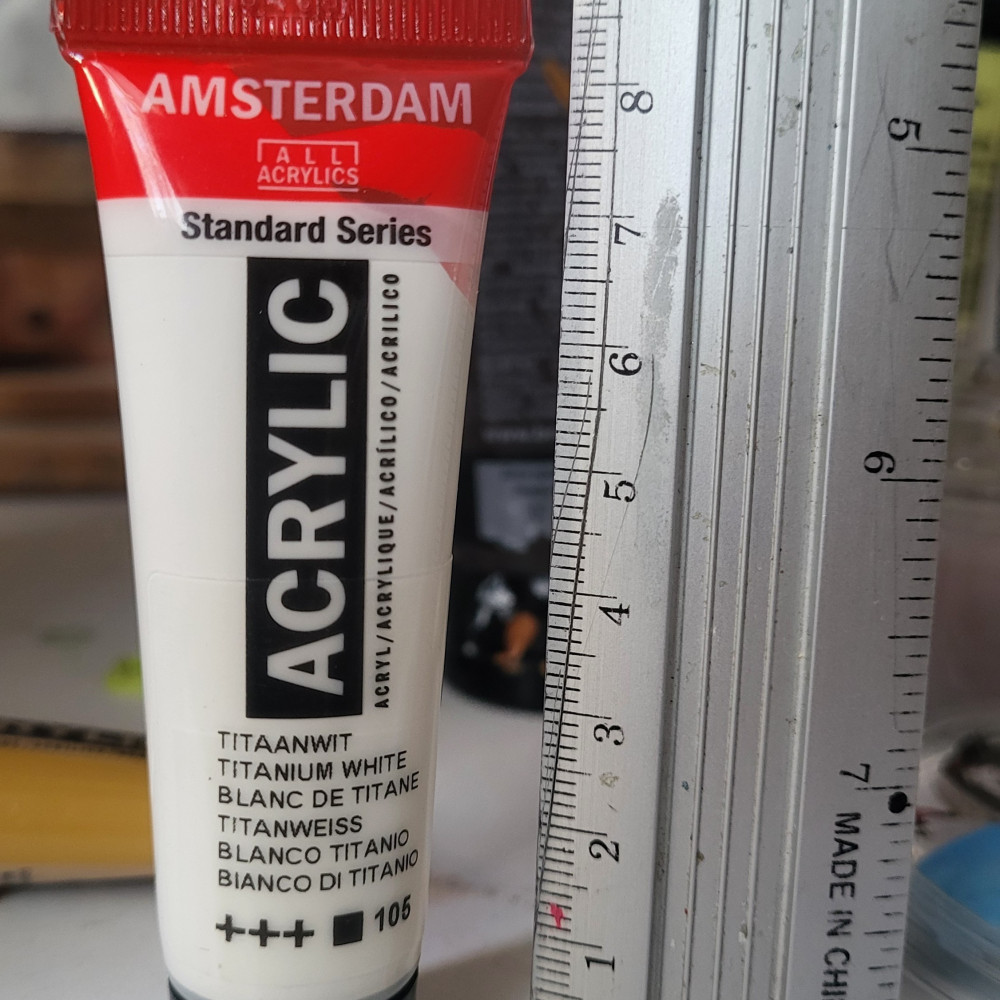 AMSTERDAM
ALL
ACRYLICS
Standard Series
ACRYLIC
ACRYL/ACRYLIQUE/ACRÍLICO/ACRILICO
TITAANWIT
TITANIUM WHITE
BLANC DE TITANE
TITANWEISS
BLANCO TITANIO
BIANCO DI TITANIO
+++ ■ 105
8
7
6
5
4
3
2
1
5
6
7
MADE IN CHI